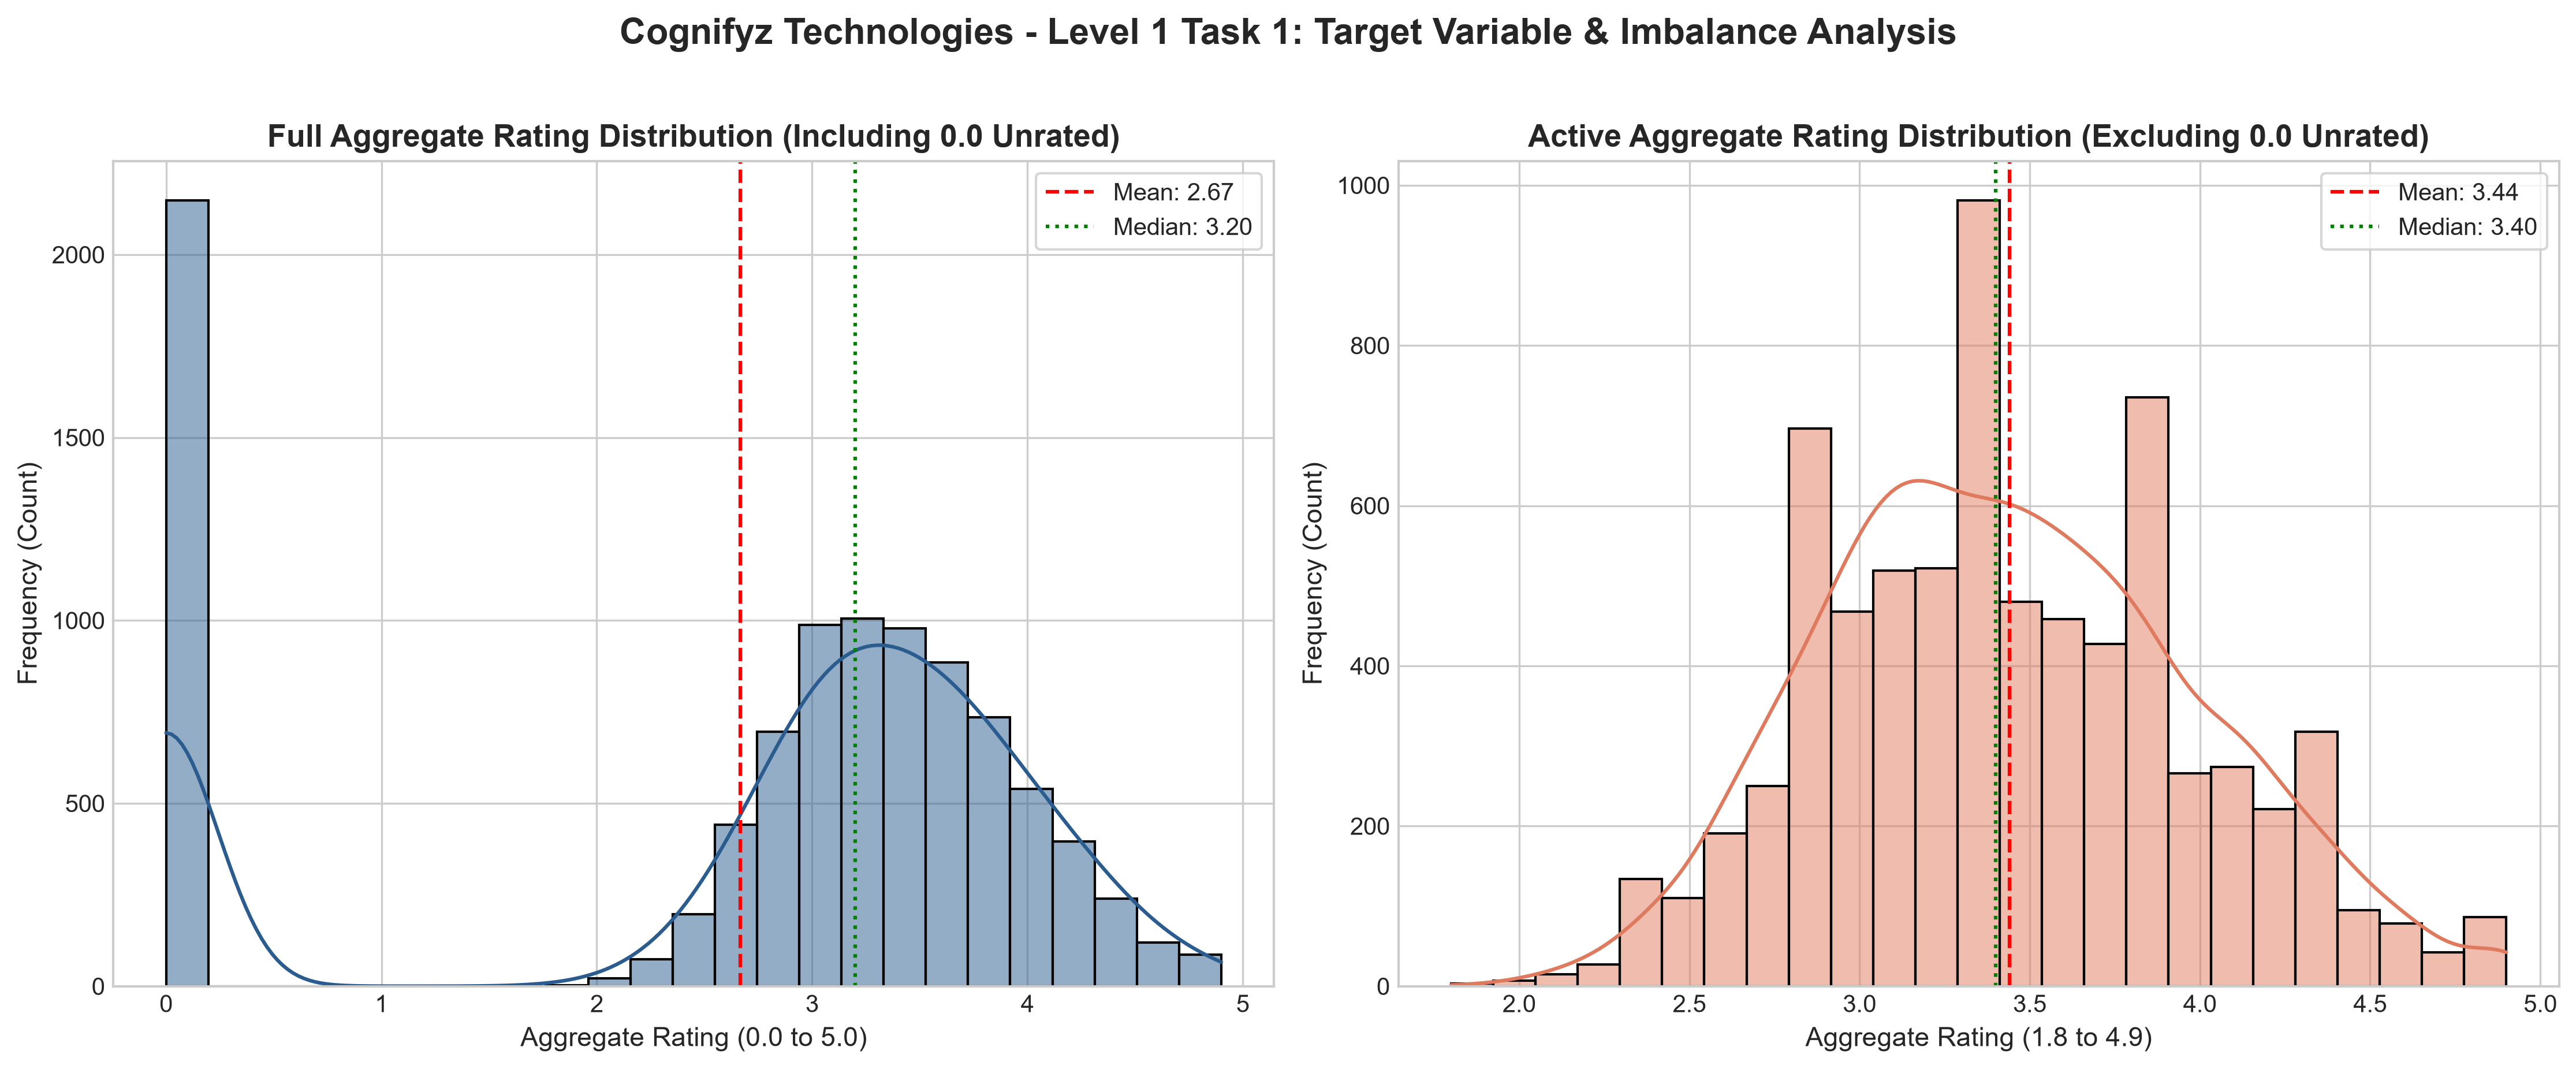 Cognifyz Technologies - Level 1 Task 1: Target Variable & Imbalance Analysis
Full Aggregate Rating Distribution (Including 0.0 Unrated)
Mean: 2.67
Median: 3.20
Frequency (Count)
2000
1500
1000
500
0
0 1 2 3 4 5
Aggregate Rating (0.0 to 5.0)
Active Aggregate Rating Distribution (Excluding 0.0 Unrated)
Mean: 3.44
Median: 3.40
Frequency (Count)
1000
800
600
400
200
0
2.0 2.5 3.0 3.5 4.0 4.5 5.0
Aggregate Rating (1.8 to 4.9)